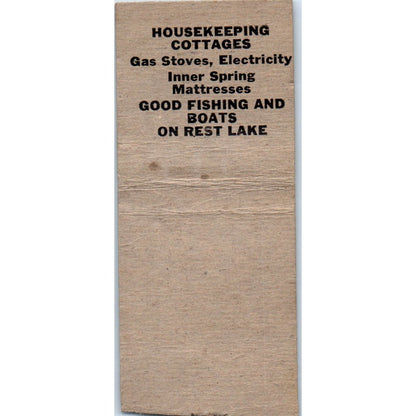 HOUSEKEEPING
COTTAGES
Gas Stoves, Electricity
Inner Spring
Mattresses
GOOD FISHING AND
BOATS
ON REST LAKE